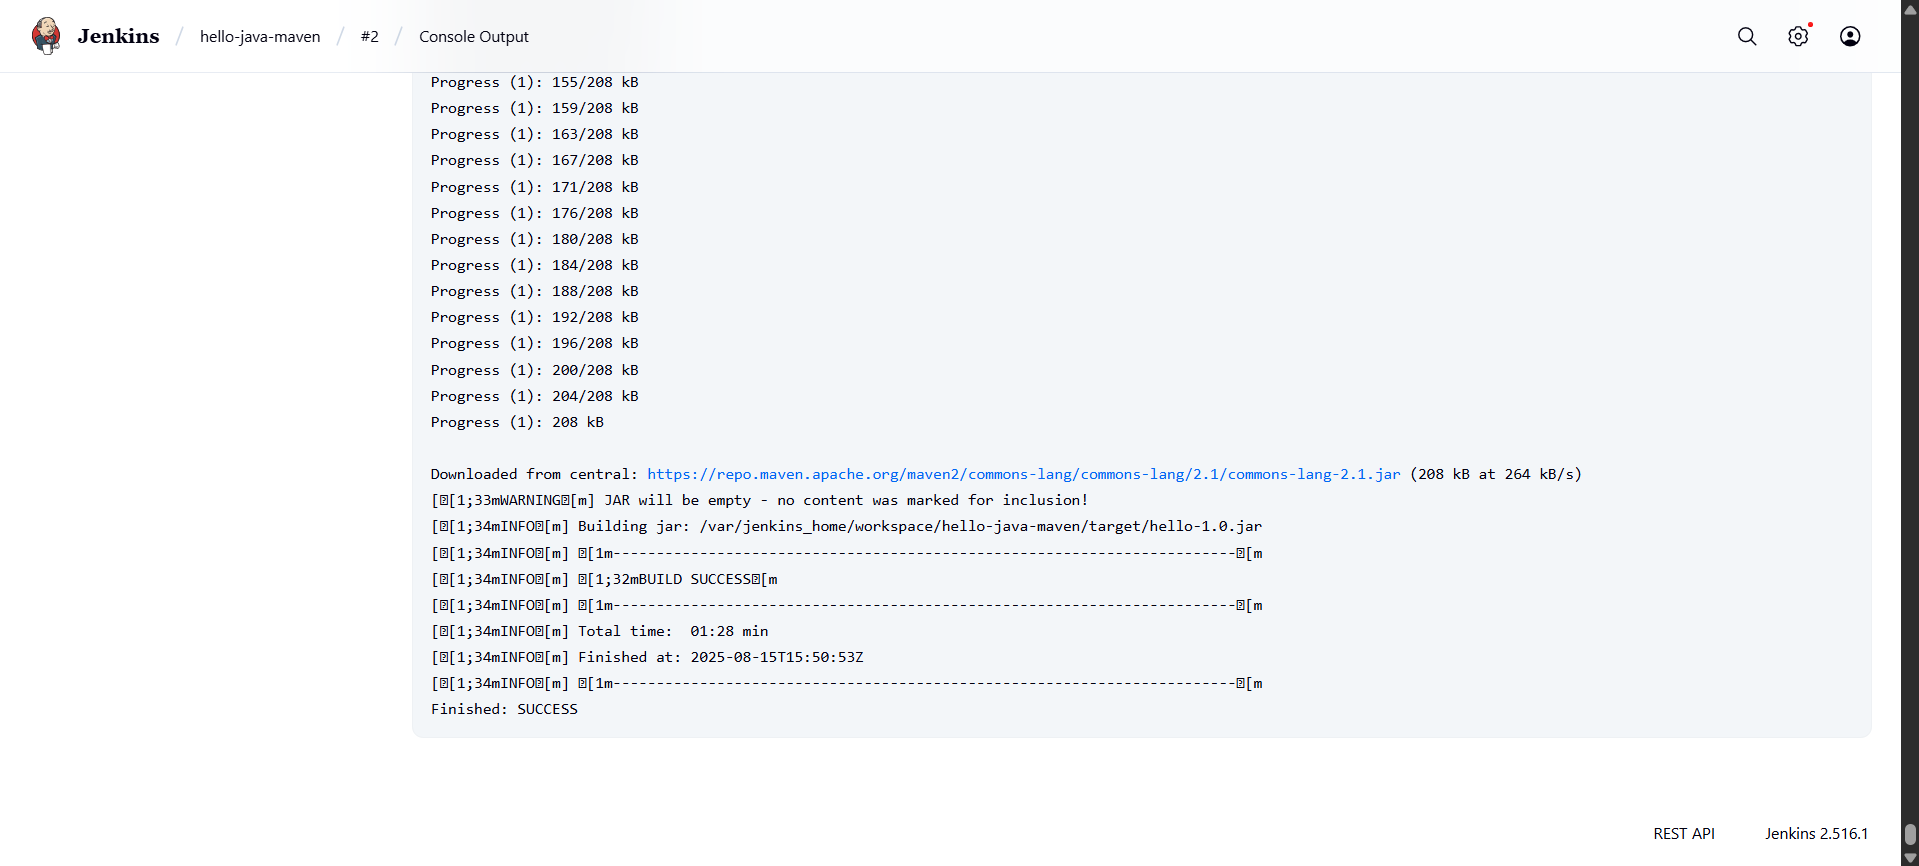 Jenkins / hello-java-maven / #2 / Console Output
Progress (1): 155/208 kB
Progress (1): 159/208 kB
Progress (1): 163/208 kB
Progress (1): 167/208 kB
Progress (1): 171/208 kB
Progress (1): 176/208 kB
Progress (1): 180/208 kB
Progress (1): 184/208 kB
Progress (1): 188/208 kB
Progress (1): 192/208 kB
Progress (1): 196/208 kB
Progress (1): 200/208 kB
Progress (1): 204/208 kB
Progress (1): 208 kB
Downloaded from central: https://repo.maven.apache.org/maven2/commons-lang/commons-lang/2.1/commons-lang-2.1.jar (208 kB at 264 kB/s)
[⍰[1;33mWARNING⍰[m] JAR will be empty - no content was marked for inclusion!
[⍰[1;34mINFO⍰[m] Building jar: /var/jenkins_home/workspace/hello-java-maven/target/hello-1.0.jar
[⍰[1;34mINFO⍰[m] ⍰[1m------------------------------------------------------------------------⍰[m
[⍰[1;34mINFO⍰[m] ⍰[1;32mBUILD SUCCESS⍰[m
[⍰[1;34mINFO⍰[m] ⍰[1m------------------------------------------------------------------------⍰[m
[⍰[1;34mINFO⍰[m] Total time:  01:28 min
[⍰[1;34mINFO⍰[m] Finished at: 2025-08-15T15:50:53Z
[⍰[1;34mINFO⍰[m] ⍰[1m------------------------------------------------------------------------⍰[m
Finished: SUCCESS
REST API Jenkins 2.516.1